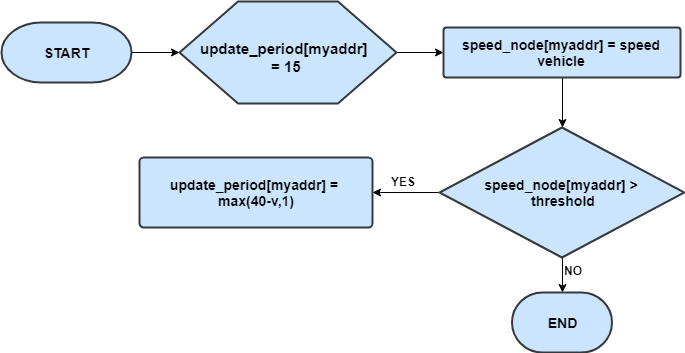 START
update_period[myaddr]
= 15
speed_node[myaddr] = speed
vehicle
speed_node[myaddr] >
threshold
YES
update_period[myaddr] =
max(40-v,1)
NO
END